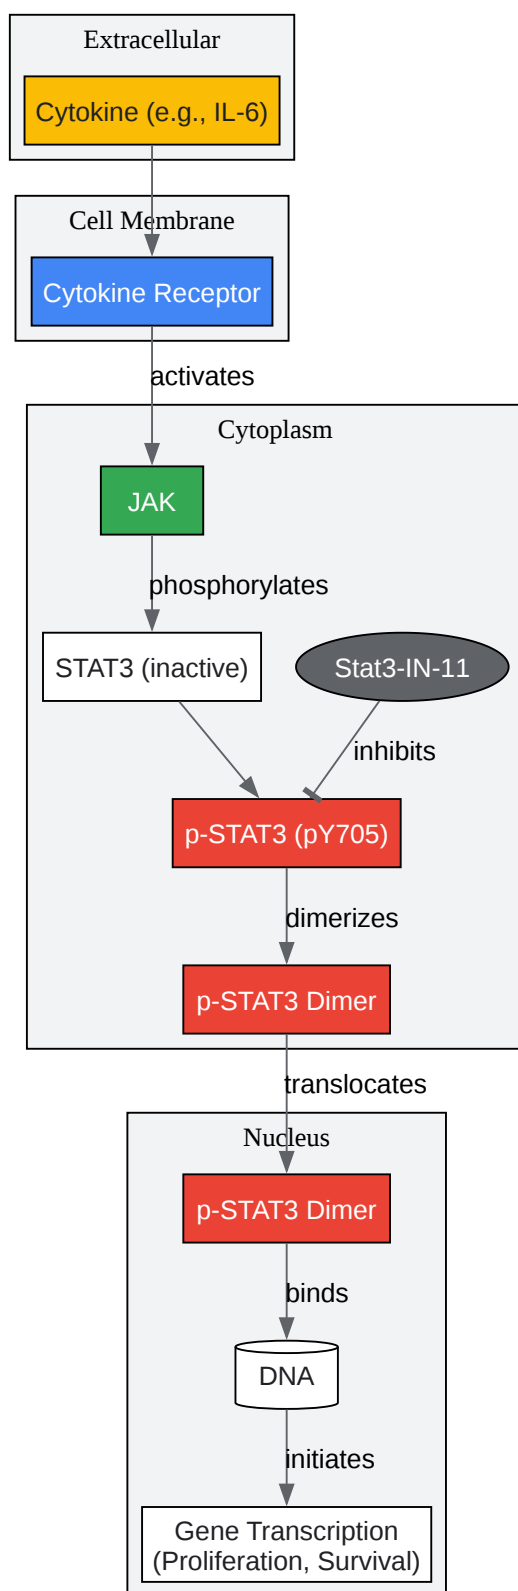 Extracellular
Cytokine (e.g., IL-6)
Cell Membrane
Cytokine Receptor
activates
Cytoplasm
JAK
phosphorylates
STAT3 (inactive)
Stat3-IN-11
inhibits
p-STAT3 (pY705)
dimerizes
p-STAT3 Dimer
translocates
Nucleus
p-STAT3 Dimer
binds
DNA
initiates
Gene Transcription
(Proliferation, Survival)